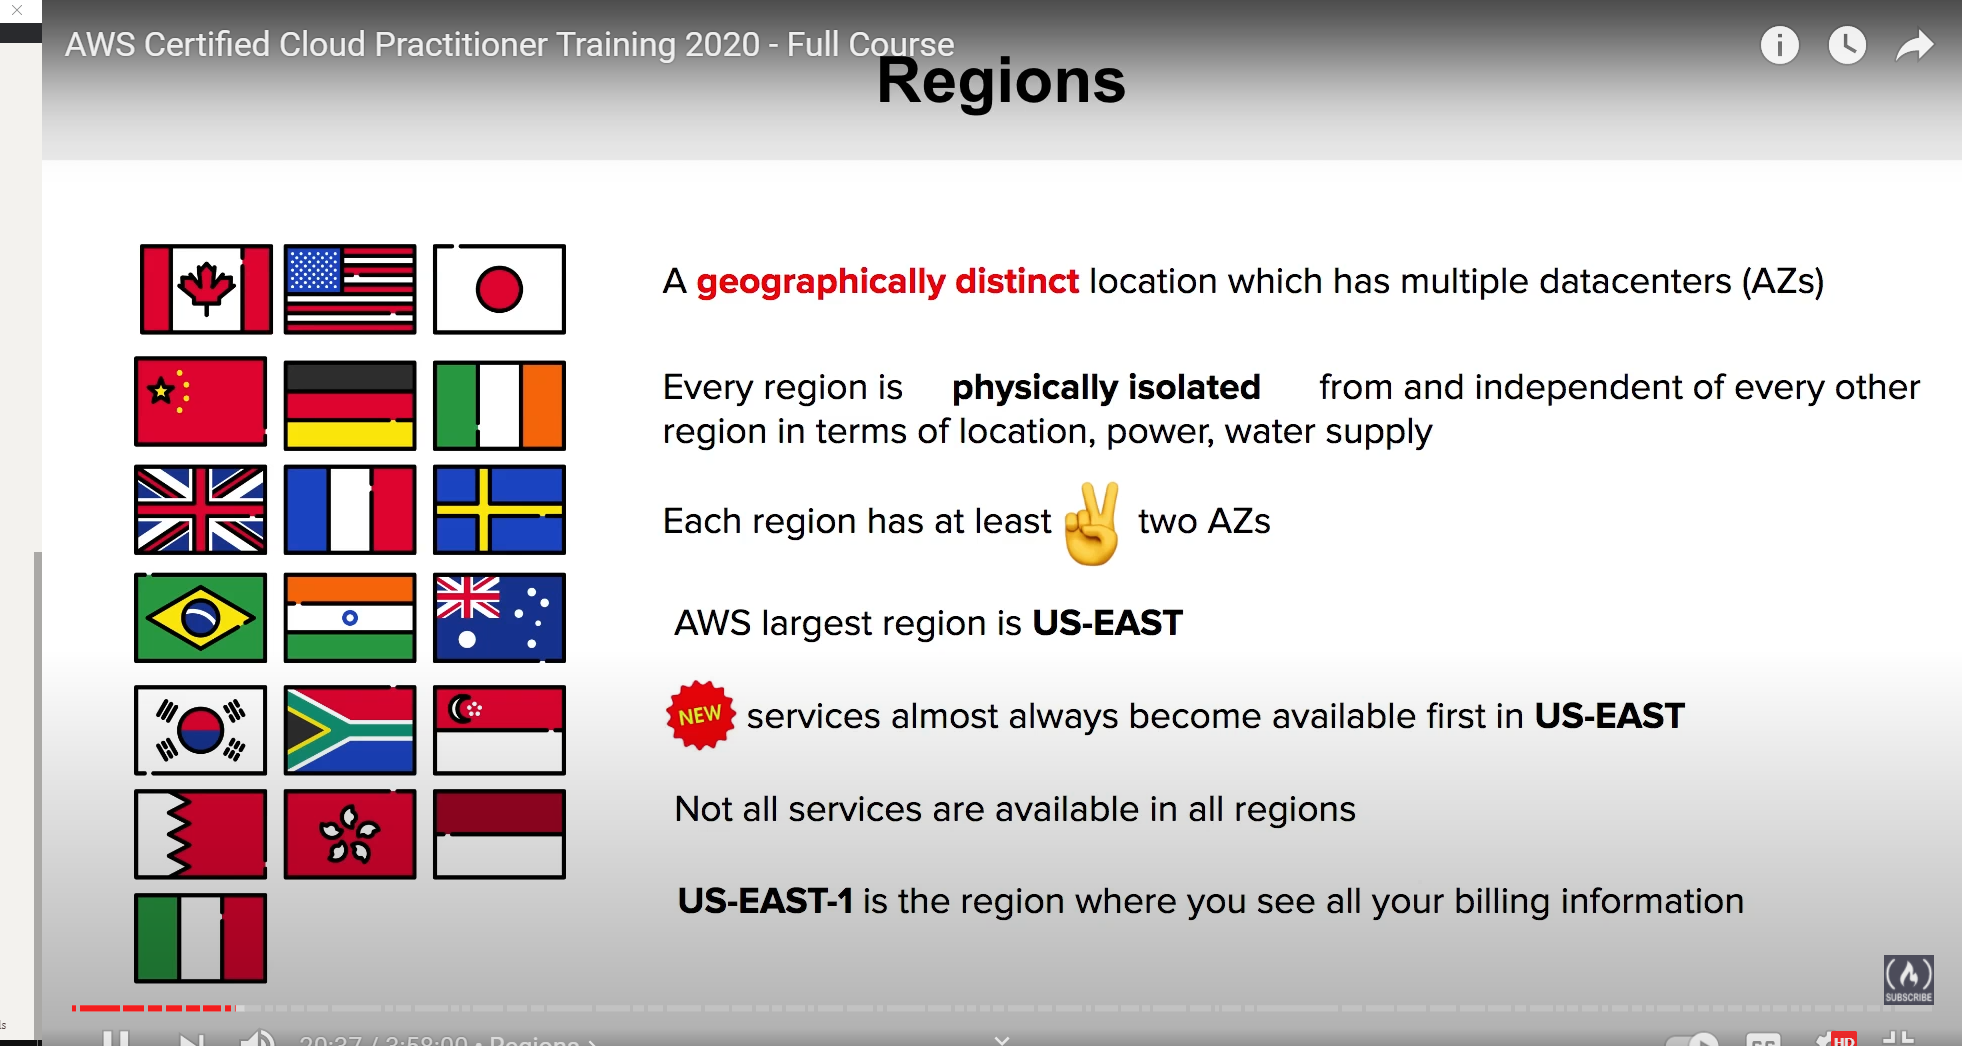 AWS Certified Cloud Practitioner Training 2020 - Full Course
Regions
A geographically distinct location which has multiple datacenters (AZs)
Every region is physically isolated from and independent of every other
region in terms of location, power, water supply
Each region has at least two AZs
AWS largest region is US-EAST
NEW services almost always become available first in US-EAST
Not all services are available in all regions
US-EAST-1 is the region where you see all your billing information
SUBSCRIBE
ls
20:37 / 3:58:00 • Regions
CC
HD